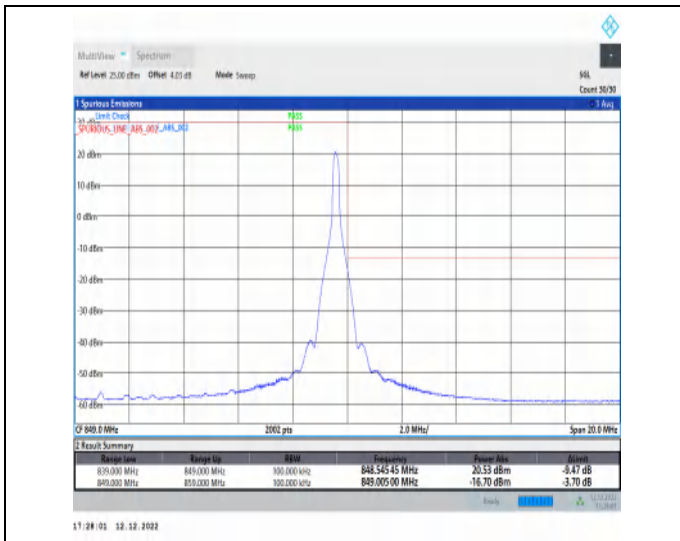 MultiView Spectrum
Ref Level 25.00 dBm Offset 4.05 dB Mode Sweep
SGL
Count 30/30
1 Spurious Emissions
1 Avg
Limit Check PASS
PASS
20 dBm
10 dBm
0 dBm
-10 dBm
-20 dBm
-30 dBm
-40 dBm
-50 dBm
-60 dBm
CF 849.0 MHz 2002 pts 2.0 MHz/ Span 20.0 MHz
2 Result Summary
Range Low Range Up RBW Frequency Power Abs ΔLimit
839.000 MHz 849.000 MHz 100.000 kHz 848.545 45 MHz 20.53 dBm -9.47 dB
849.000 MHz 859.000 MHz 100.000 kHz 849.005 00 MHz -16.70 dBm -3.70 dB
Ready
17:28:01 12.12.2022